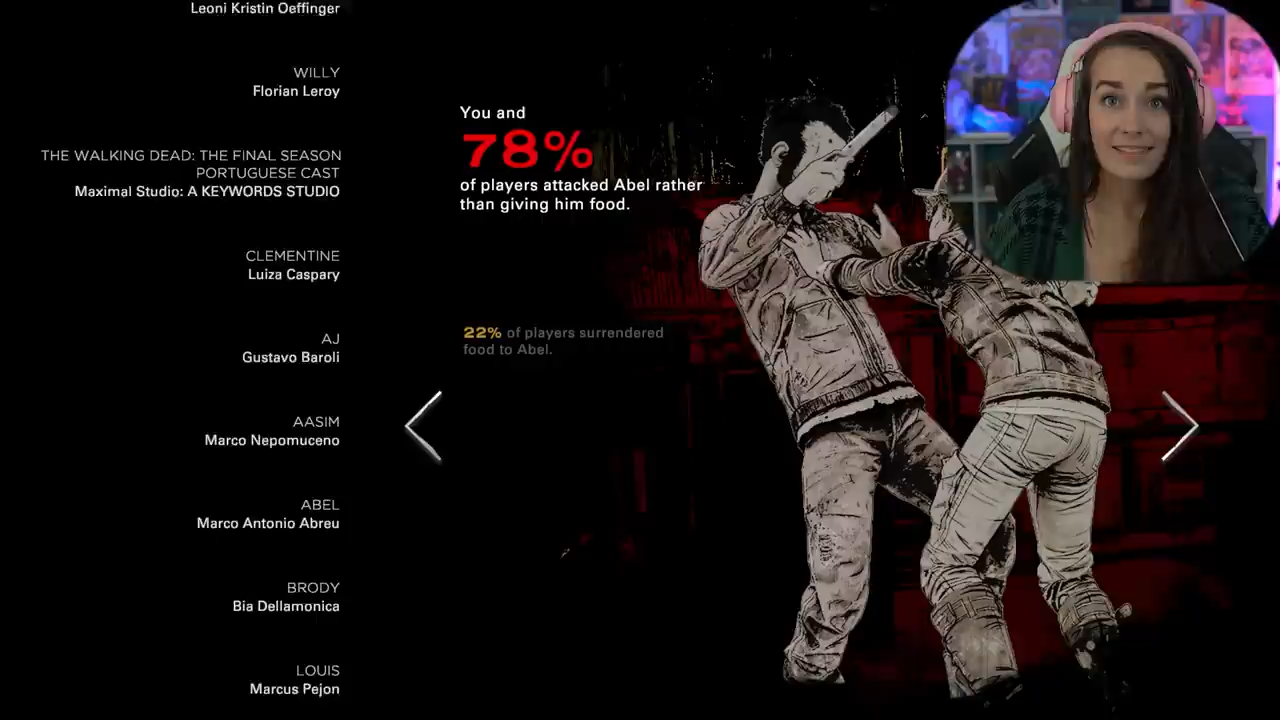 Leoni Kristin Oeffinger
WILLY
Florian Leroy
THE WALKING DEAD: THE FINAL SEASON
PORTUGUESE CAST
Maximal Studio: A KEYWORDS STUDIO
CLEMENTINE
Luiza Caspary
AJ
Gustavo Baroli
AASIM
Marco Nepomuceno
ABEL
Marco Antonio Abreu
BRODY
Bia Dellamonica
LOUIS
Marcus Pejon
You and
78%
of players attacked Abel rather
than giving him food.
22% of players surrendered
food to Abel.